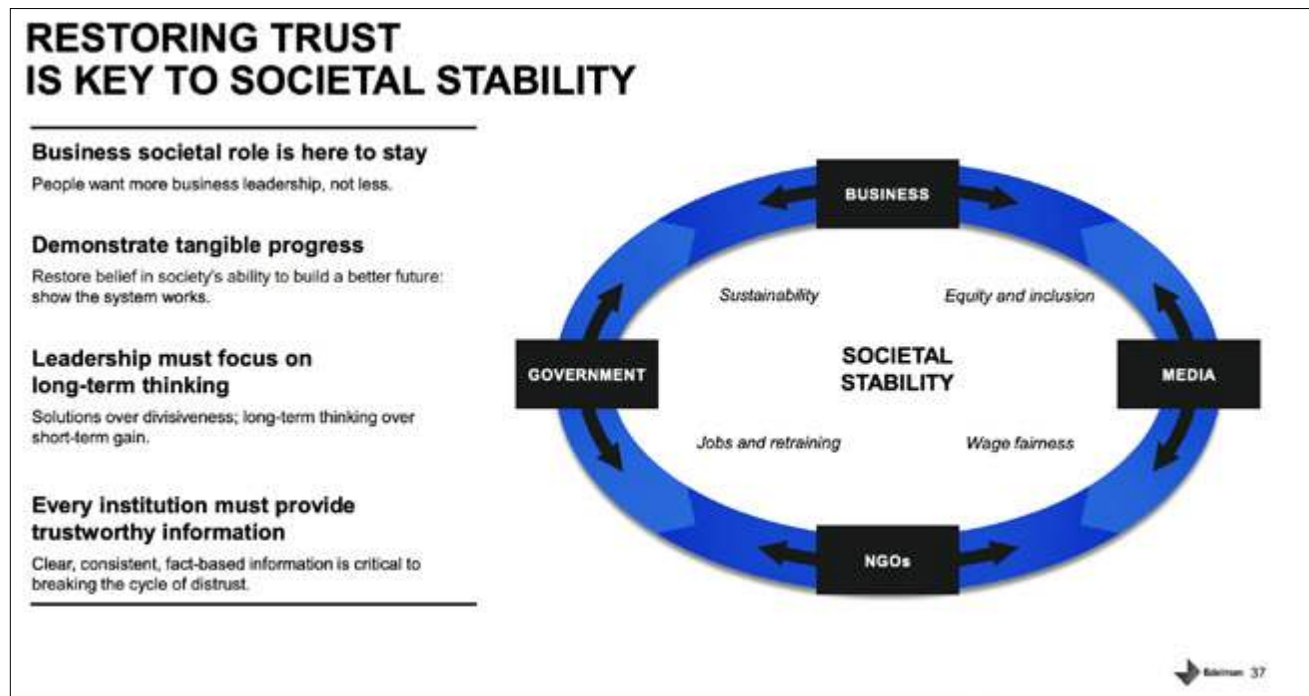 RESTORING TRUST
IS KEY TO SOCIETAL STABILITY
Business societal role is here to stay
People want more business leadership, not less.
Demonstrate tangible progress
Restore belief in society's ability to build a better future:
show the system works.
Leadership must focus on
long-term thinking
Solutions over divisiveness; long-term thinking over
short-term gain.
Every institution must provide
trustworthy information
Clear, consistent, fact-based information is critical to
breaking the cycle of distrust.
BUSINESS
Sustainability
Equity and inclusion
GOVERNMENT
SOCIETAL
STABILITY
MEDIA
Jobs and retraining
Wage fairness
NGOs
Edelman 37